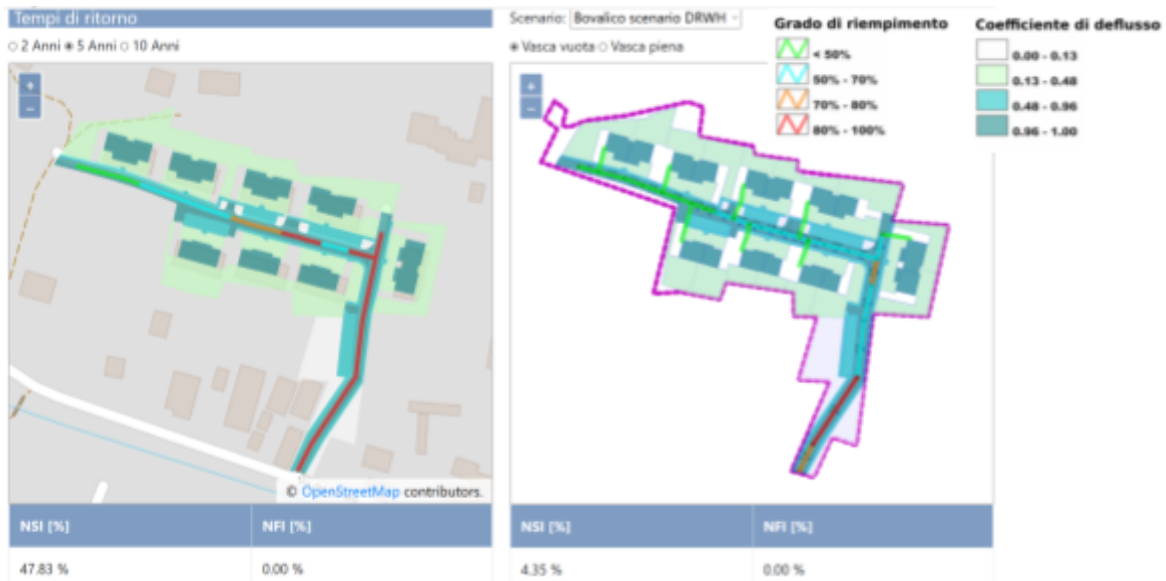 Tempi di ritorno
2 Anni 5 Anni 10 Anni
+
−
© OpenStreetMap contributors.
NSI [%] NFI [%]
47.83 % 0.00 %
Scenario: Bovalico scenario DRWH
Vasca vuota Vasca piena
+
−
Grado di riempimento
< 50%
50% - 70%
70% - 80%
80% - 100%
Coefficiente di deflusso
0.00 - 0.13
0.13 - 0.48
0.48 - 0.96
0.96 - 1.00
NSI [%] NFI [%]
4.35 % 0.00 %